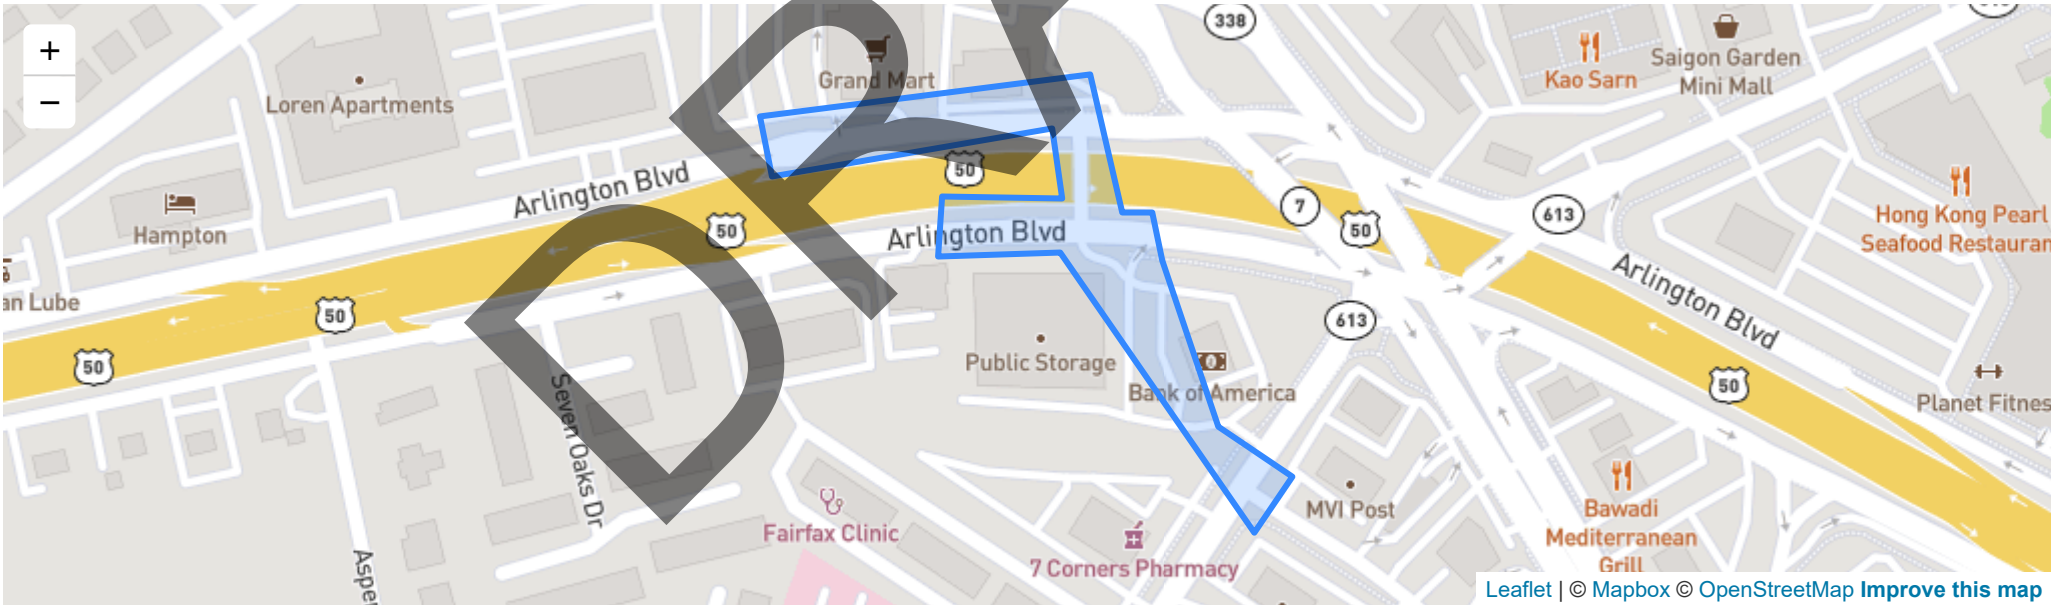 +
−
338
Grand Mart
Loren Apartments
Kao Sarn
Saigon Garden
Mini Mall
Arlington Blvd
50
Hampton
50
Arlington Blvd
7
50
613
Hong Kong Pearl
Seafood Restauran
an Lube
50
50
613
Arlington Blvd
Public Storage
Bank of America
50
Planet Fitnes
Seven Oaks Dr
Fairfax Clinic
MVI Post
Bawadi
Mediterranean
Grill
7 Corners Pharmacy
Aspe
DR
Leaflet | © Mapbox © OpenStreetMap Improve this map